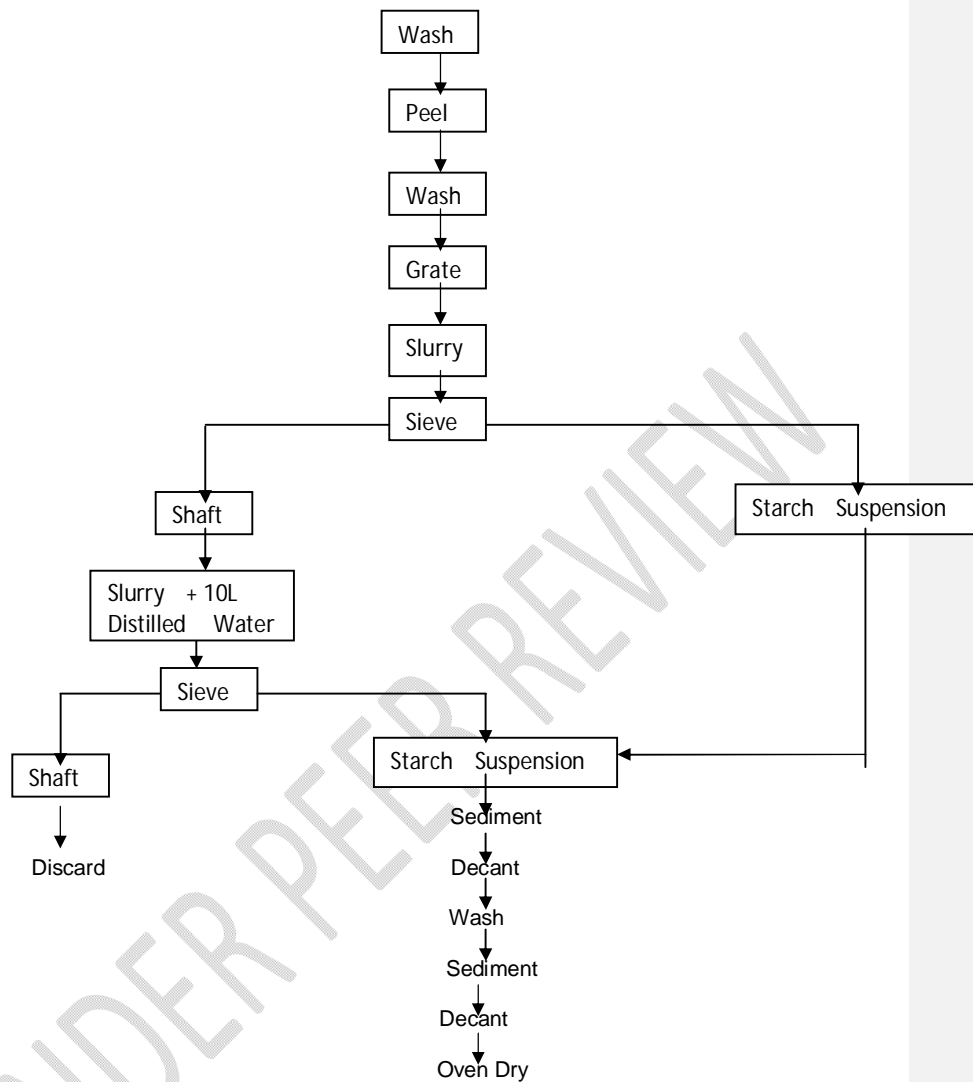 Wash
Peel
Wash
Grate
Slurry
Sieve
Shaft
Starch Suspension
Slurry + 10L
Distilled Water
Sieve
Shaft
Starch Suspension
Discard
Sediment
Decant
Wash
Sediment
Decant
Oven Dry
NDER PEER REVIEW